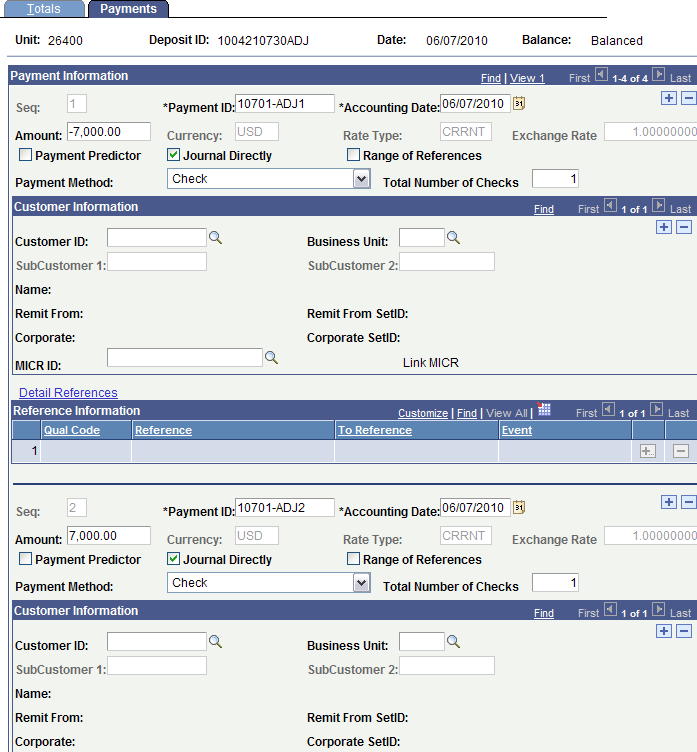 Totals Payments
Unit: 26400 Deposit ID: 1004210730ADJ Date: 06/07/2010 Balance: Balanced
Payment Information Find | View 1 First 1-4 of 4 Last
Seq: 1 *Payment ID: 10701-ADJ1 *Accounting Date: 06/07/2010 31
Amount: -7,000.00 Currency: USD Rate Type: CRRNT Exchange Rate 1.00000000
Payment Predictor Journal Directly Range of References
Payment Method: Check Total Number of Checks 1
Customer Information Find First 1 of 1 Last
Customer ID: Business Unit:
SubCustomer 1: SubCustomer 2:
Name:
Remit From: Remit From SetID:
Corporate: Corporate SetID:
MICR ID: Link MICR
Detail References
Reference Information Customize | Find | View All | First 1 of 1 Last
Qual Code Reference To Reference Event
1
Seq: 2 *Payment ID: 10701-ADJ2 *Accounting Date: 06/07/2010 31
Amount: 7,000.00 Currency: USD Rate Type: CRRNT Exchange Rate 1.00000000
Payment Predictor Journal Directly Range of References
Payment Method: Check Total Number of Checks 1
Customer Information Find First 1 of 1 Last
Customer ID: Business Unit:
SubCustomer 1: SubCustomer 2:
Name:
Remit From: Remit From SetID:
Corporate: Corporate SetID: